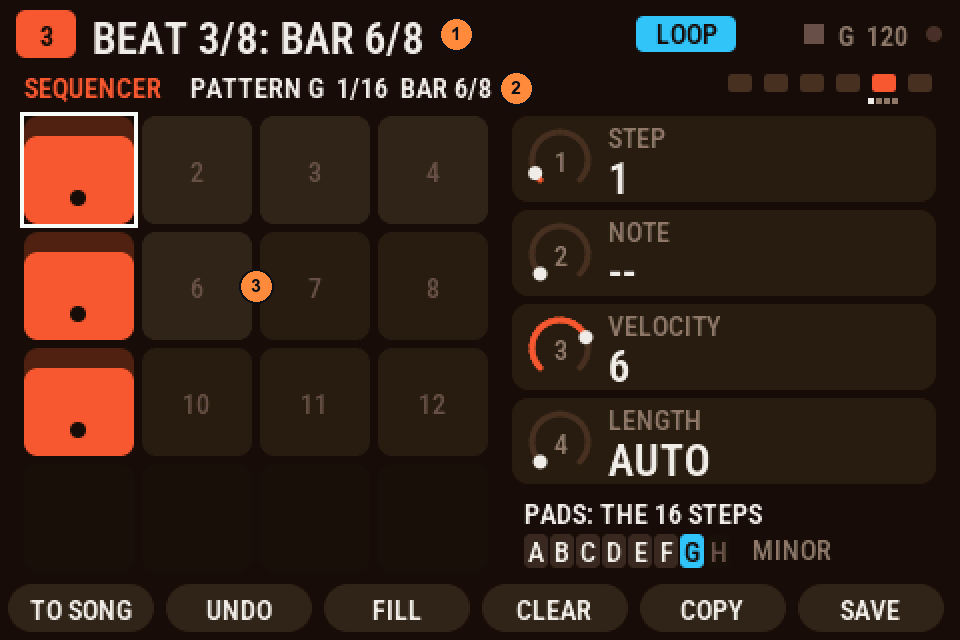 3 BEAT 3/8: BAR 6/8 1 LOOP G 120
SEQUENCER PATTERN G 1/16 BAR 6/8 2
2 3 4
6 3 7 8
10 11 12
1 STEP
1
2 NOTE
--
3 VELOCITY
6
4 LENGTH
AUTO
PADS: THE 16 STEPS
A B C D E F G H MINOR
TO SONG UNDO FILL CLEAR COPY SAVE